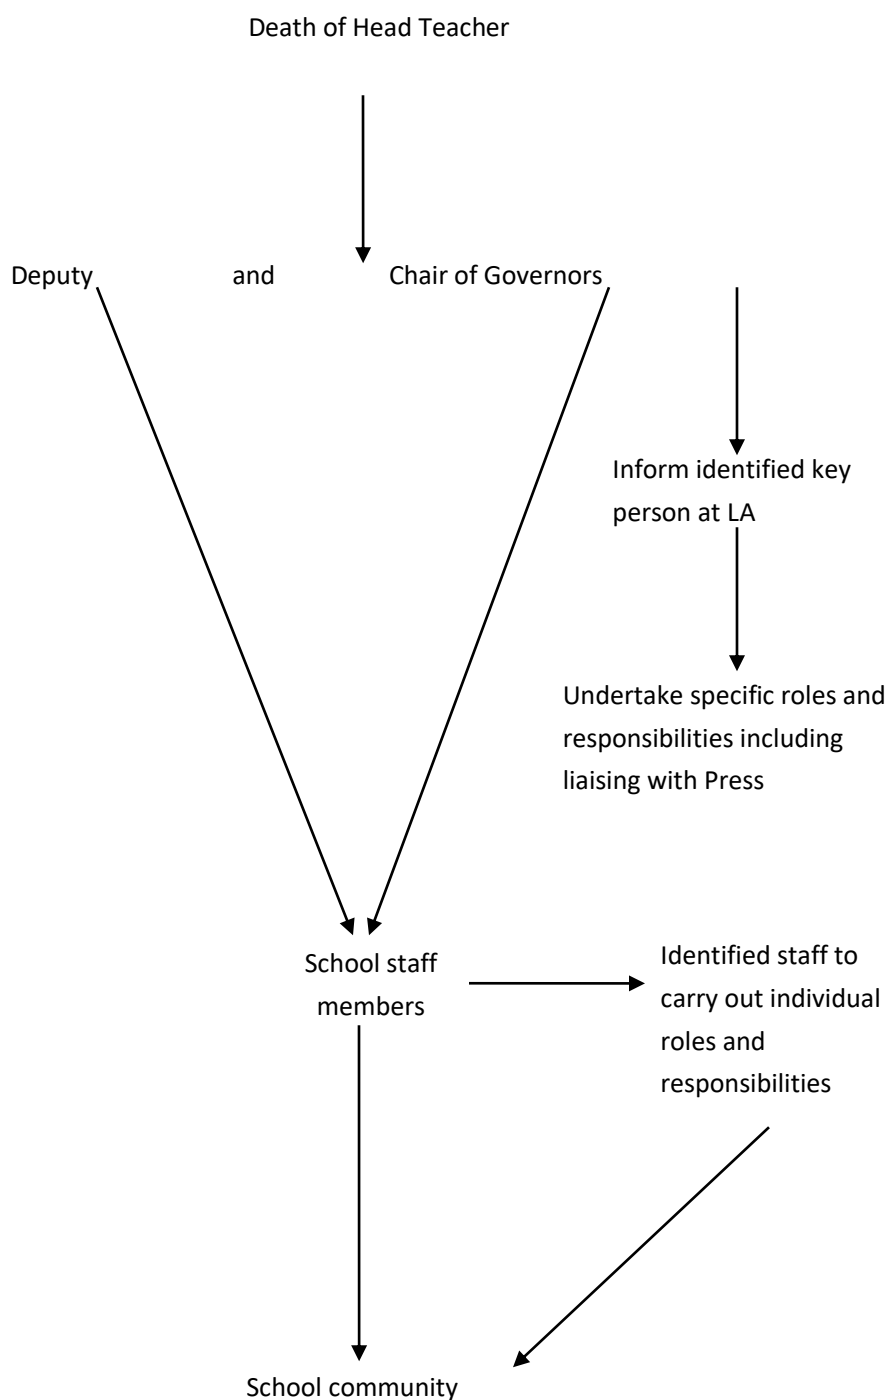 Death of Head Teacher
Deputy and Chair of Governors
Inform identified key
person at LA
Undertake specific roles and
responsibilities including
liaising with Press
School staff
members
Identified staff to
carry out individual
roles and
responsibilities
School community